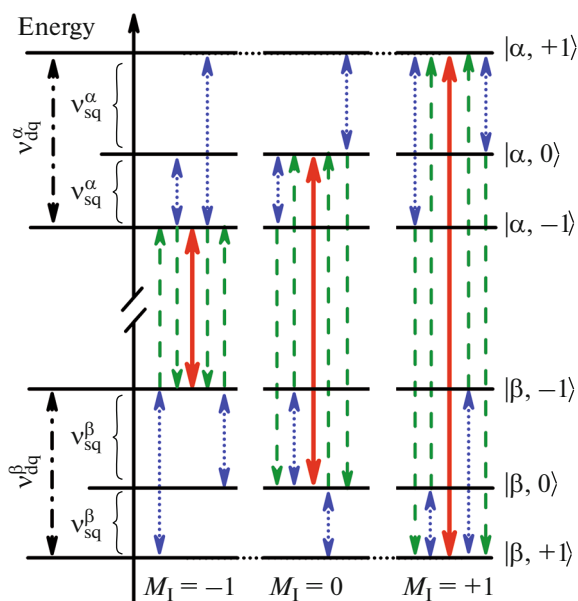 Energy
|α, +1⟩
ν^α_sq
ν^α_dq
|α, 0⟩
ν^α_sq
|α, −1⟩
|β, −1⟩
ν^β_sq
ν^β_dq
|β, 0⟩
ν^β_sq
|β, +1⟩
M_I = −1 M_I = 0 M_I = +1